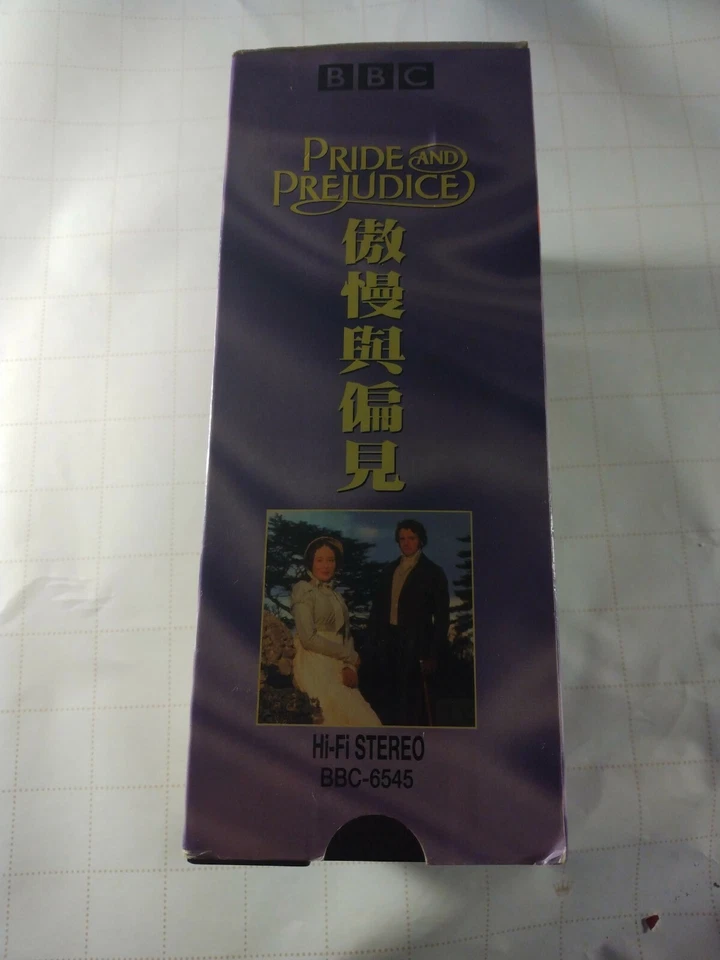 BBC
PRIDE AND
PREJUDICE
傲慢與偏見
Hi-Fi STEREO
BBC-6545